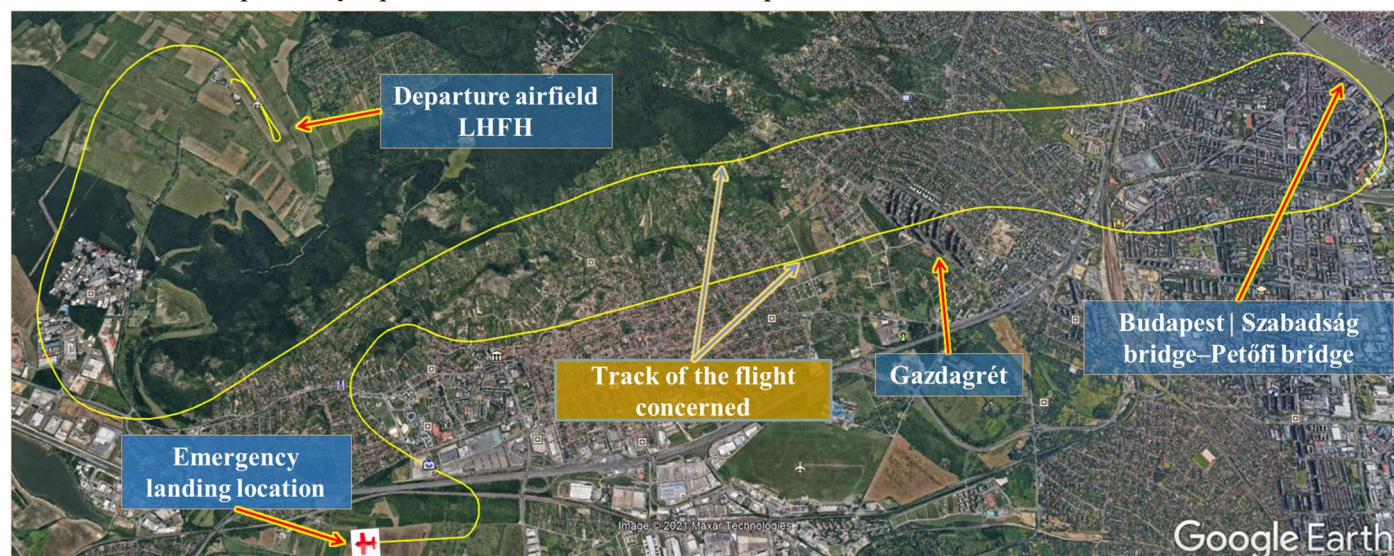 Departure airfield
LHFH
Budapest | Szabadság
bridge–Petőfi bridge
Track of the flight
concerned
Gazdagrét
Emergency
landing location
Image © 2021 Maxar Technologies
Google Earth